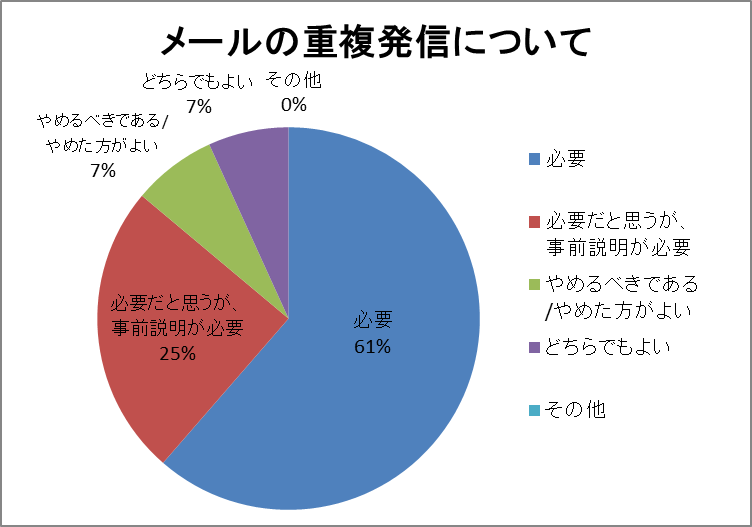 メールの重複発信について
どちらでもよい
7%
その他
0%
やめるべきである/
やめた方がよい
7%
必要だと思うが、
事前説明が必要
25%
必要
61%
必要
必要だと思うが、
事前説明が必要
やめるべきである
/やめた方がよい
どちらでもよい
その他